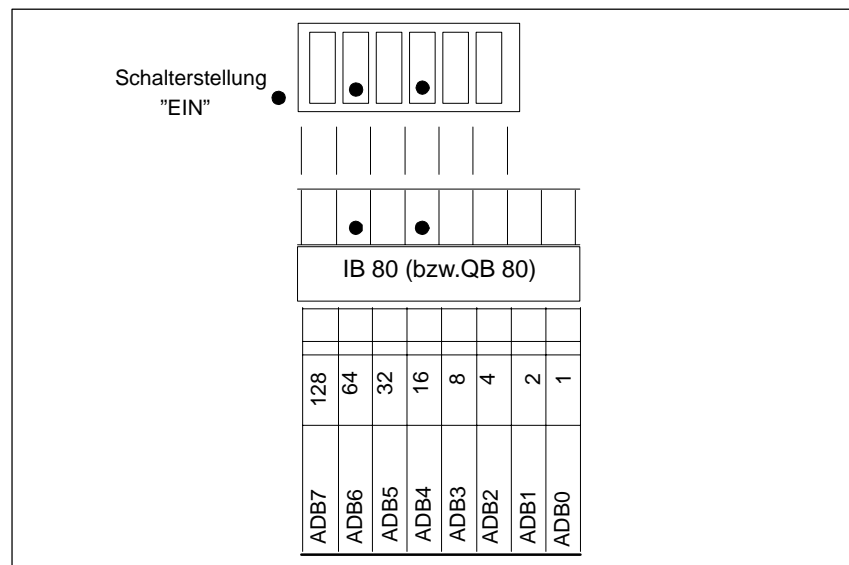 Schalterstellung
”EIN”
IB 80 (bzw.QB 80)
128 64 32 16 8 4 2 1
ADB7 ADB6 ADB5 ADB4 ADB3 ADB2 ADB1 ADB0